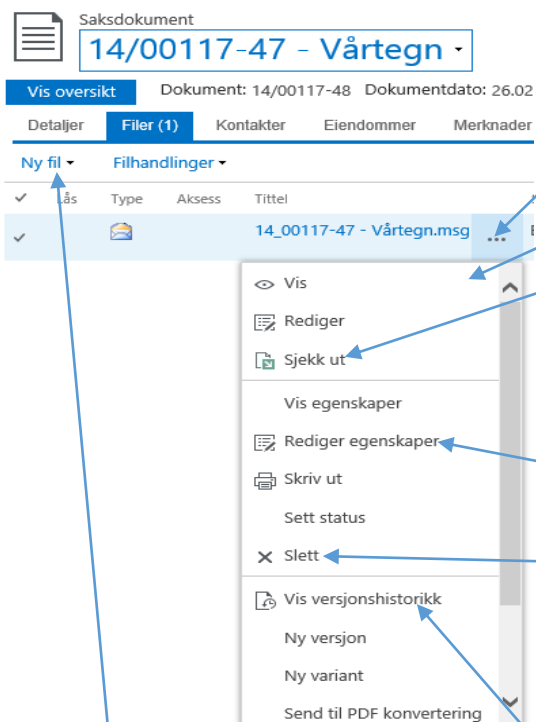 Saksdokument
14/00117-47 - Vårtegn
Vis oversikt Dokument: 14/00117-48 Dokumentdato: 26.02
Detaljer Filer (1) Kontakter Eiendommer Merknader
Ny fil Filhandlinger
Lås Type Aksess Tittel
14_00117-47 - Vårtegn.msg ...
Vis
Rediger
Sjekk ut
Vis egenskaper
Rediger egenskaper
Skriv ut
Sett status
Slett
Vis versjonshistorikk
Ny versjon
Ny variant
Send til PDF konvertering